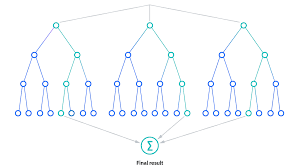 Σ
Final result